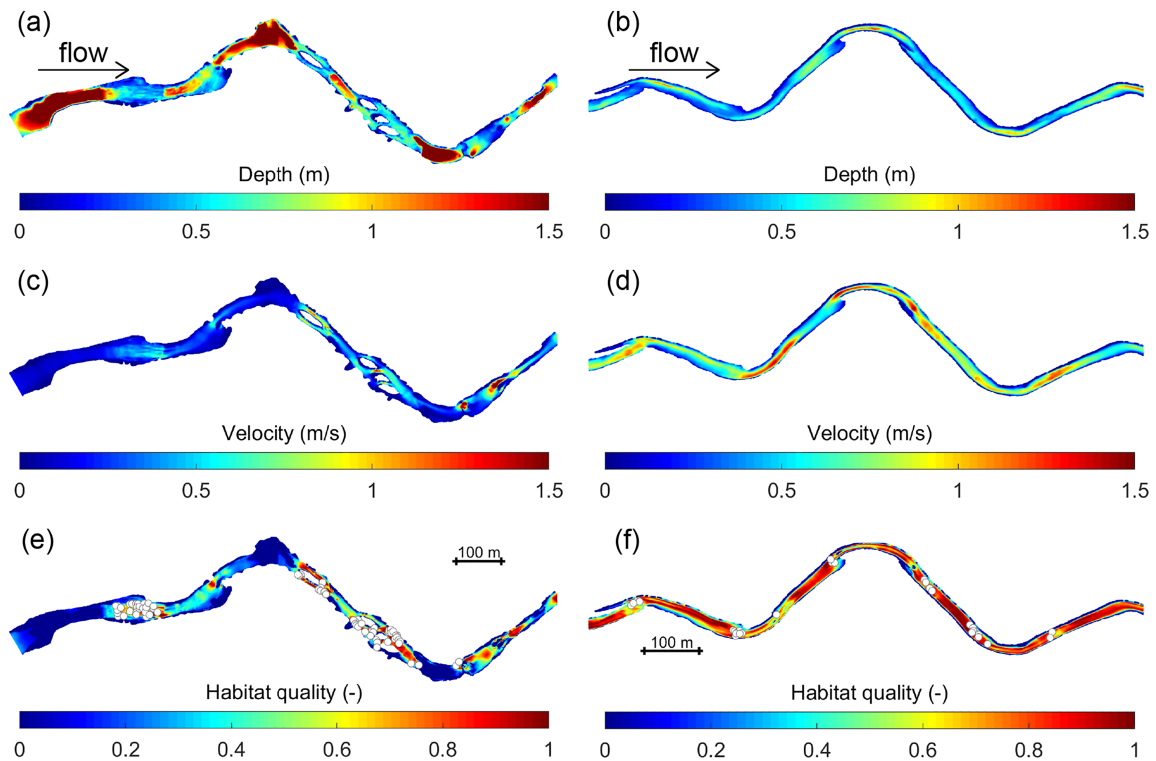 (a) (b)
flow flow
Depth (m) Depth (m)
0 0.5 1 1.5 0 0.5 1 1.5
(c) (d)
Velocity (m/s) Velocity (m/s)
0 0.5 1 1.5 0 0.5 1 1.5
(e) (f)
100 m
100 m
Habitat quality (-) Habitat quality (-)
0 0.2 0.4 0.6 0.8 1 0 0.2 0.4 0.6 0.8 1